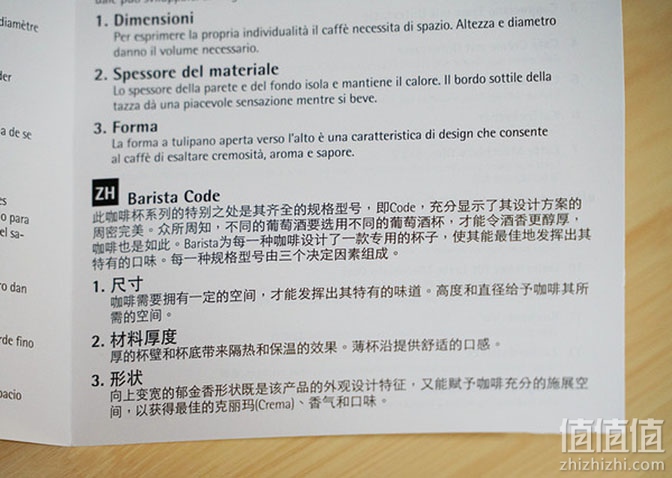 diamètre
der
a de se
es
o para
el sa-
ro dan
rde fino
pacio
1. Dimensioni
Per esprimere la propria individualità il caffè necessita di spazio. Altezza e diametro
danno il volume necessario.
2. Spessore del materiale
Lo spessore della parete e del fondo isola e mantiene il calore. Il bordo sottile della
tazza dà una piacevole sensazione mentre si beve.
3. Forma
La forma a tulipano aperta verso l'alto è una caratteristica di design che consente
al caffè di esaltare cremosità, aroma e sapore.
ZH Barista Code
此咖啡杯系列的特别之处是其齐全的规格型号，即Code，充分显示了其设计方案的
周密完美。众所周知，不同的葡萄酒要选用不同的葡萄酒杯，才能令酒香更醇厚，
咖啡也是如此。Barista为每一种咖啡设计了一款专用的杯子，使其能最佳地发挥出其
特有的口味。每一种规格型号由三个决定因素组成。
1. 尺寸
咖啡需要拥有一定的空间，才能发挥出其特有的味道。高度和直径给予咖啡其所
需的空间。
2. 材料厚度
厚的杯壁和杯底带来隔热和保温的效果。薄杯沿提供舒适的口感。
3. 形状
向上变宽的郁金香形状既是该产品的外观设计特征，又能赋予咖啡充分的施展空
间，以获得最佳的克丽玛(Crema)、香气和口味。
值值值
zhizhizhi.com